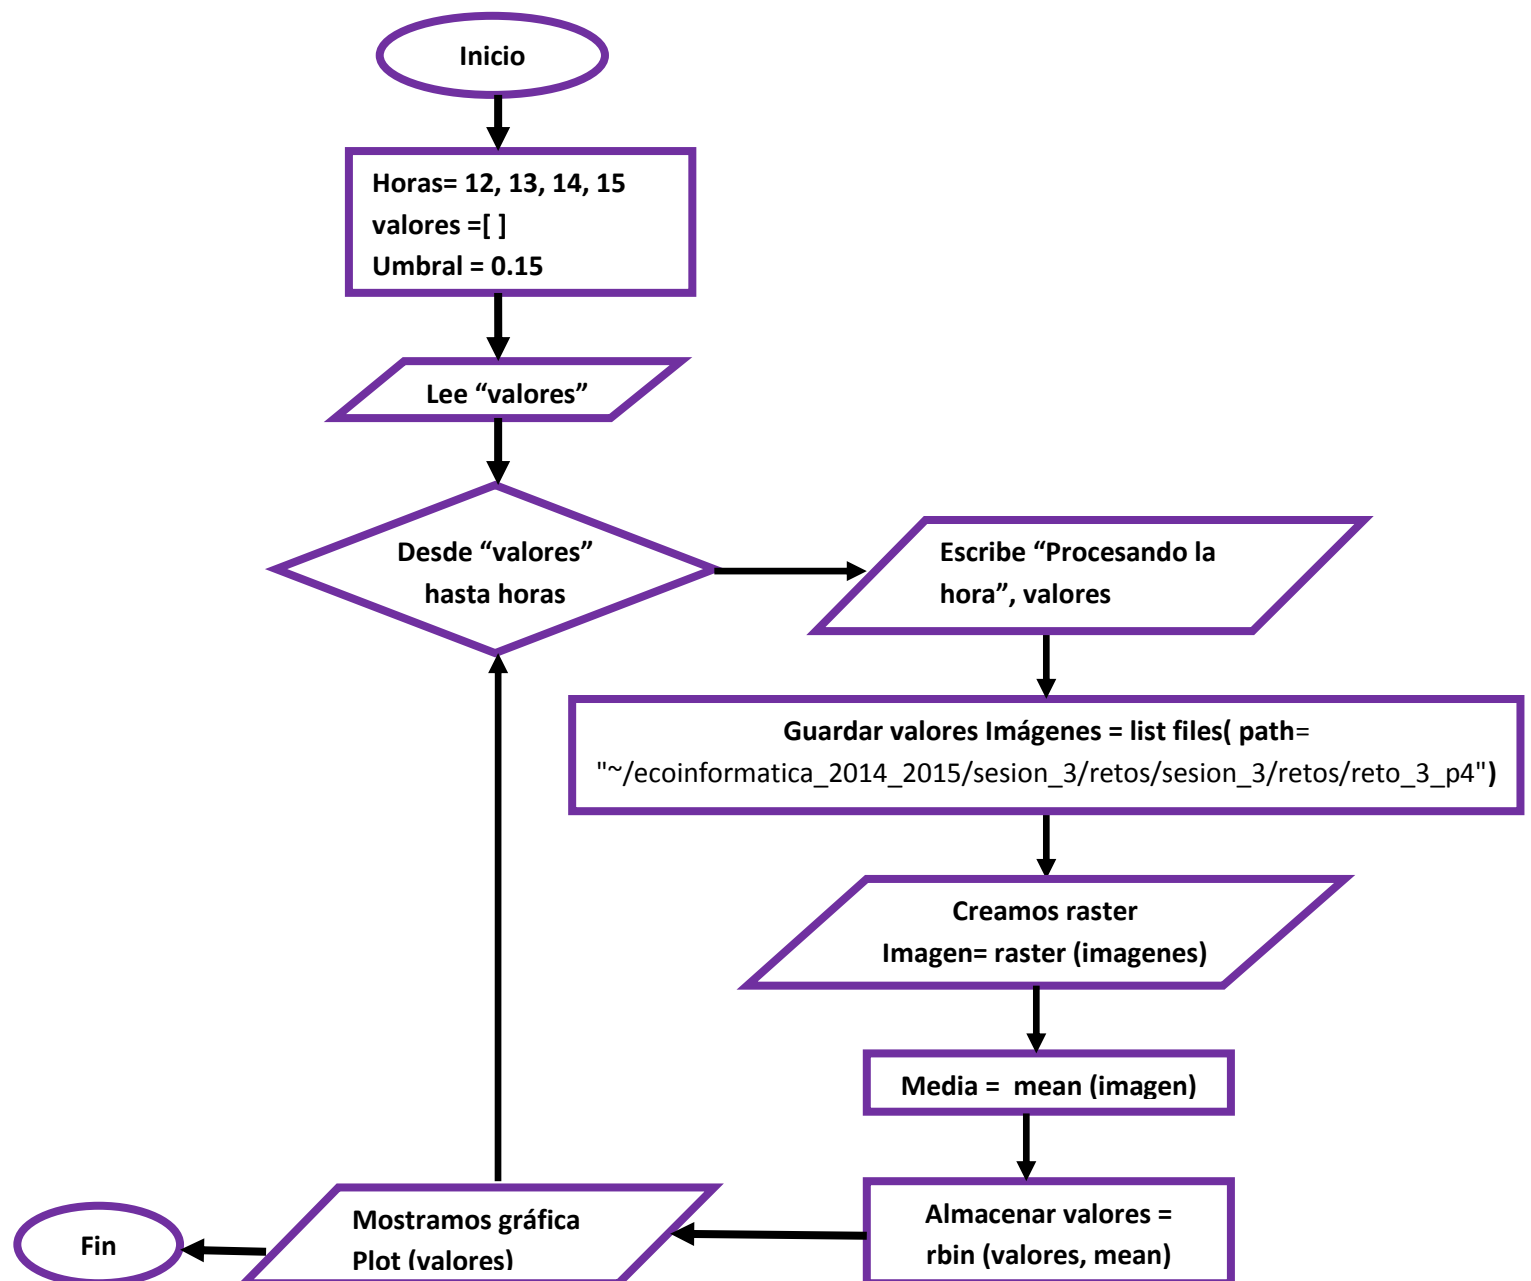 Inicio
Horas= 12, 13, 14, 15
valores =[ ]
Umbral = 0.15
Lee “valores”
Desde “valores”
hasta horas
Escribe “Procesando la
hora”, valores
Guardar valores Imágenes = list files( path=
"~/ecoinformatica_2014_2015/sesion_3/retos/sesion_3/retos/reto_3_p4")
Creamos raster
Imagen= raster (imagenes)
Media =  mean (imagen)
Almacenar valores =
rbin (valores, mean)
Mostramos gráfica
Plot (valores)
Fin